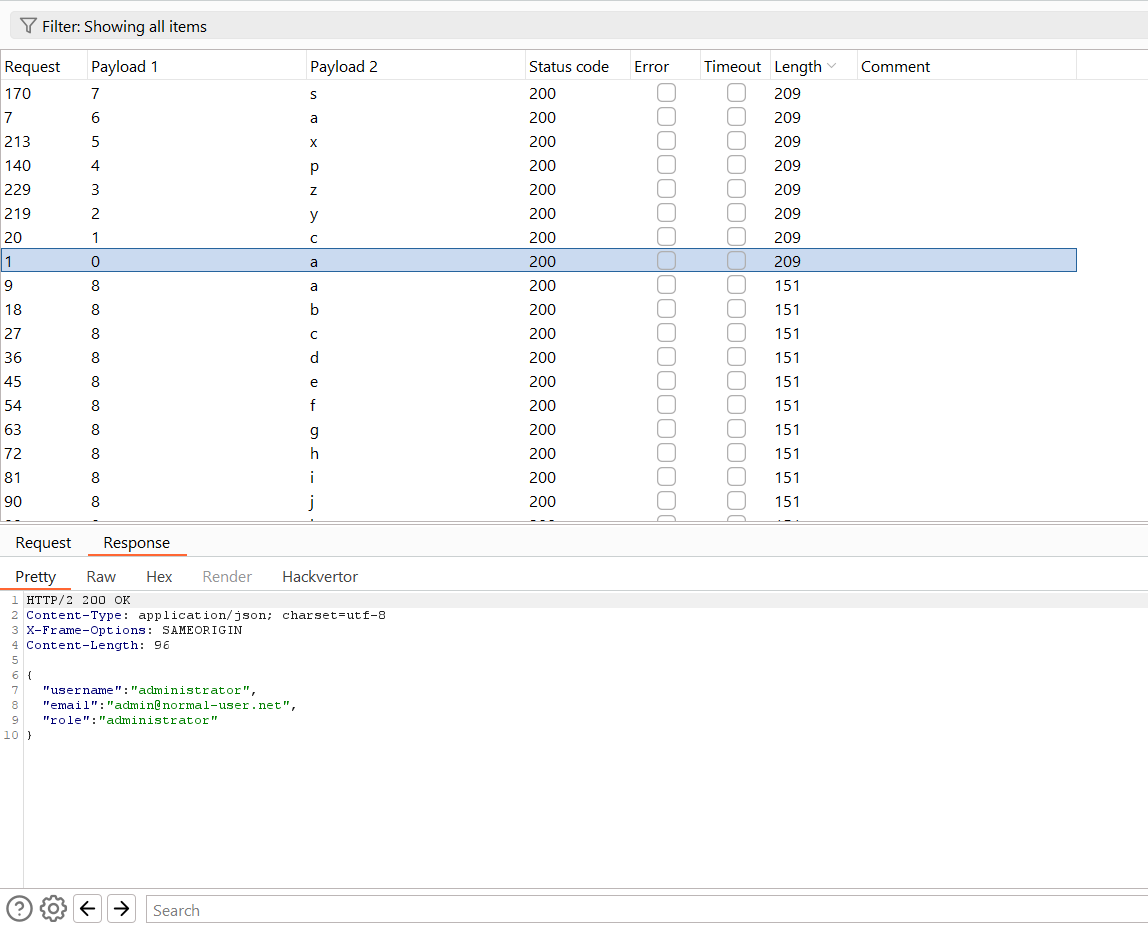 Filter: Showing all items
Request Payload 1 Payload 2 Status code Error Timeout Length Comment
170 7 s 200 209
7 6 a 200 209
213 5 x 200 209
140 4 p 200 209
229 3 z 200 209
219 2 y 200 209
20 1 c 200 209
1 0 a 200 209
9 8 a 200 151
18 8 b 200 151
27 8 c 200 151
36 8 d 200 151
45 8 e 200 151
54 8 f 200 151
63 8 g 200 151
72 8 h 200 151
81 8 i 200 151
90 8 j 200 151
Request Response
Pretty Raw Hex Render Hackvertor
1 HTTP/2 200 OK
2 Content-Type: application/json; charset=utf-8
3 X-Frame-Options: SAMEORIGIN
4 Content-Length: 96
5
6 {
7 "username":"administrator",
8 "email":"admin@normal-user.net",
9 "role":"administrator"
10 }
Search